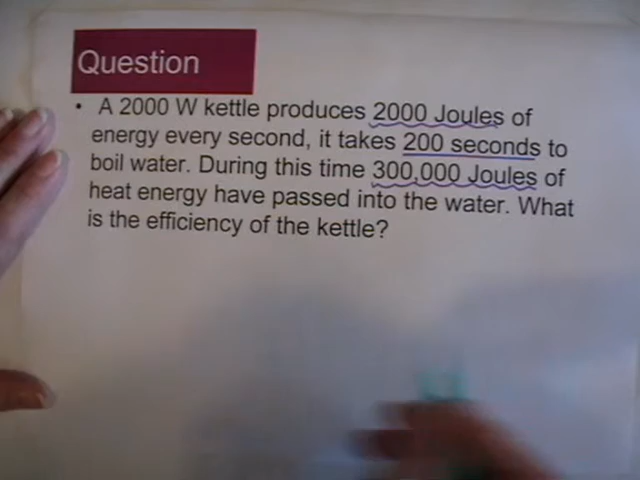 Question
• A 2000 W kettle produces 2000 Joules of
energy every second, it takes 200 seconds to
boil water. During this time 300,000 Joules of
heat energy have passed into the water. What
is the efficiency of the kettle?